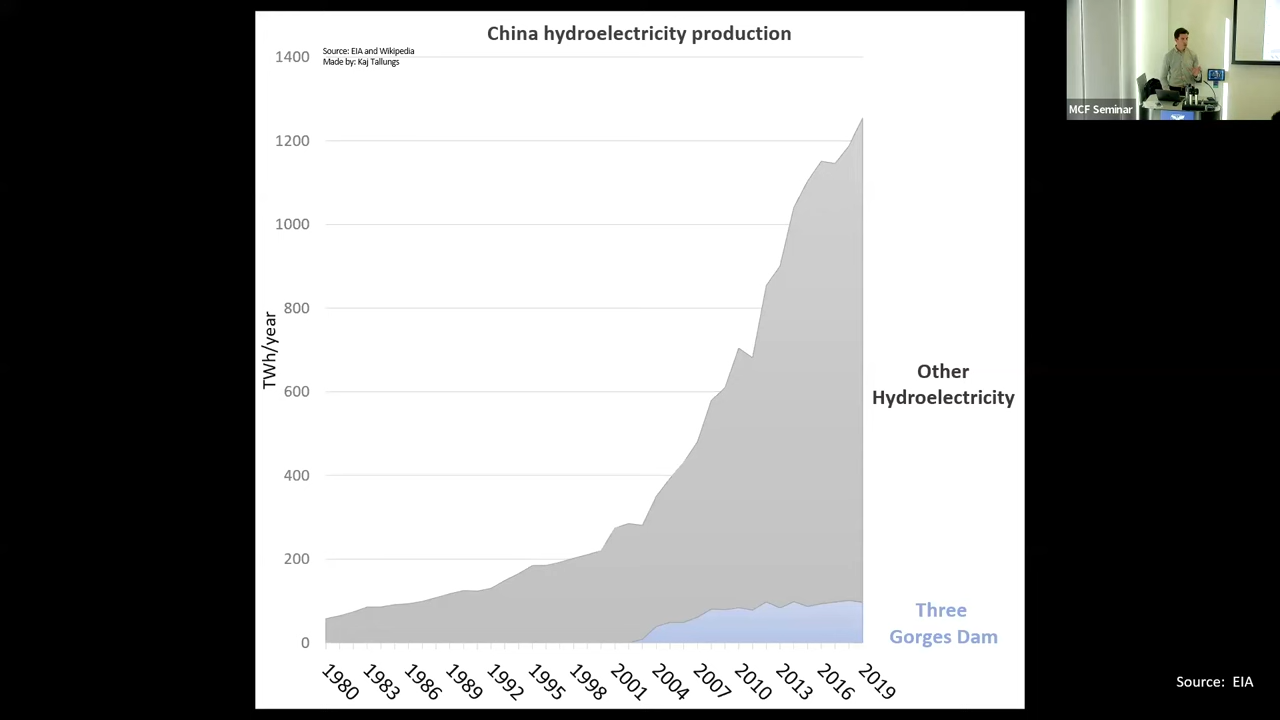 China hydroelectricity production
Source: EIA and Wikipedia
Made by: Kaj Tallungs
1400
1200
1000
800
600
400
200
0
TWh/year
1980
1983
1986
1989
1992
1995
1998
2001
2004
2007
2010
2013
2016
2019
Other
Hydroelectricity
Three
Gorges Dam
MCF Seminar
Source: EIA